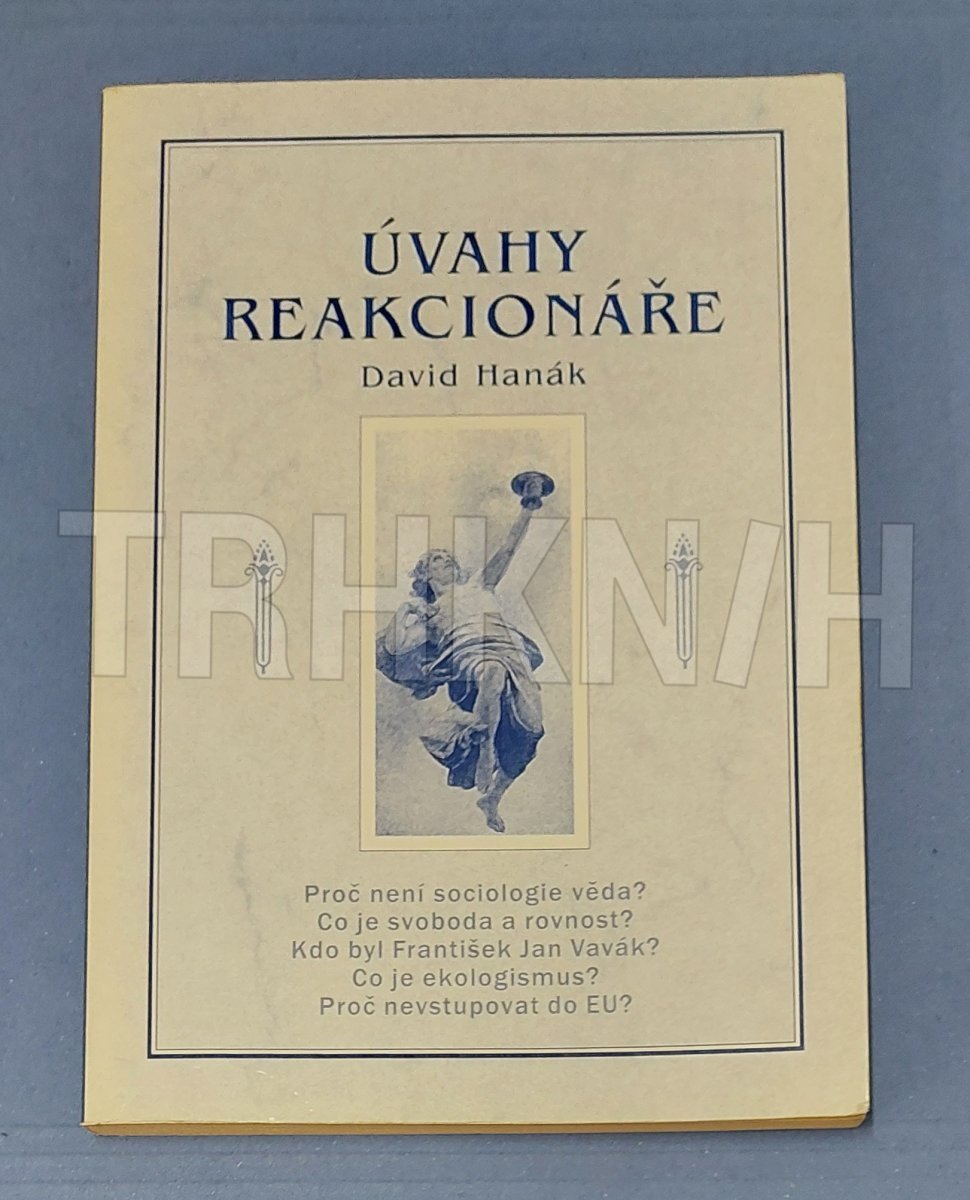 ÚVAHY
REAKCIONÁŘE
David Hanák
TRHKNIH
Proč není sociologie věda?
Co je svoboda a rovnost?
Kdo byl František Jan Vavák?
Co je ekologismus?
Proč nevstupovat do EU?